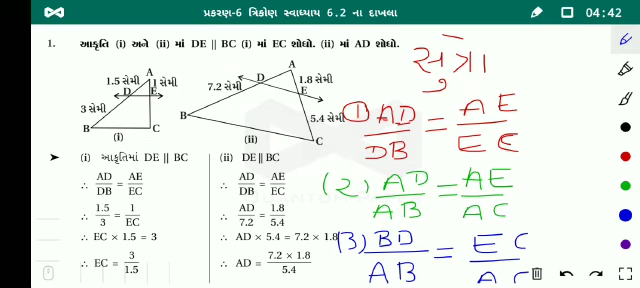 પ્રકરણ-6 ત્રિકોણ સ્વાધ્યાય 6.2 ના દાખલા
04:42
1. આકૃતિ (i) અને (ii) માં DE || BC (i) માં EC શોધો. (ii) માં AD શોધો.
સુત્રો
A
1.5 સેમી 1 સેમી
D E
3 સેમી
B C
(i)
A
7.2 સેમી D 1.8 સેમી
E
B 5.4 સેમી
C
(ii)
① AD/DB = AE/EC
(2) AD/AB = AE/AC
(3) BD/AB = EC/AC
➤ (i) આકૃતિમાં DE || BC
∴ AD/DB = AE/EC
∴ 1.5/3 = 1/EC
∴ EC × 1.5 = 3
∴ EC = 3/1.5
(ii) DE || BC
∴ AD/DB = AE/EC
∴ AD/7.2 = 1.8/5.4
∴ AD × 5.4 = 7.2 × 1.8
∴ AD = 7.2 × 1.8/5.4